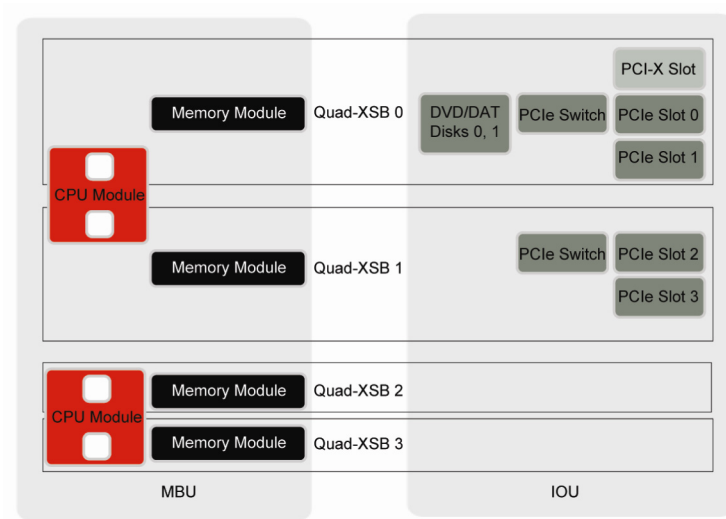 PCI-X Slot
Memory Module
Quad-XSB 0
DVD/DAT
Disks 0, 1
PCIe Switch
PCIe Slot 0
PCIe Slot 1
CPU Module
Memory Module
Quad-XSB 1
PCIe Switch
PCIe Slot 2
PCIe Slot 3
Memory Module
Quad-XSB 2
CPU Module
Memory Module
Quad-XSB 3
MBU
IOU